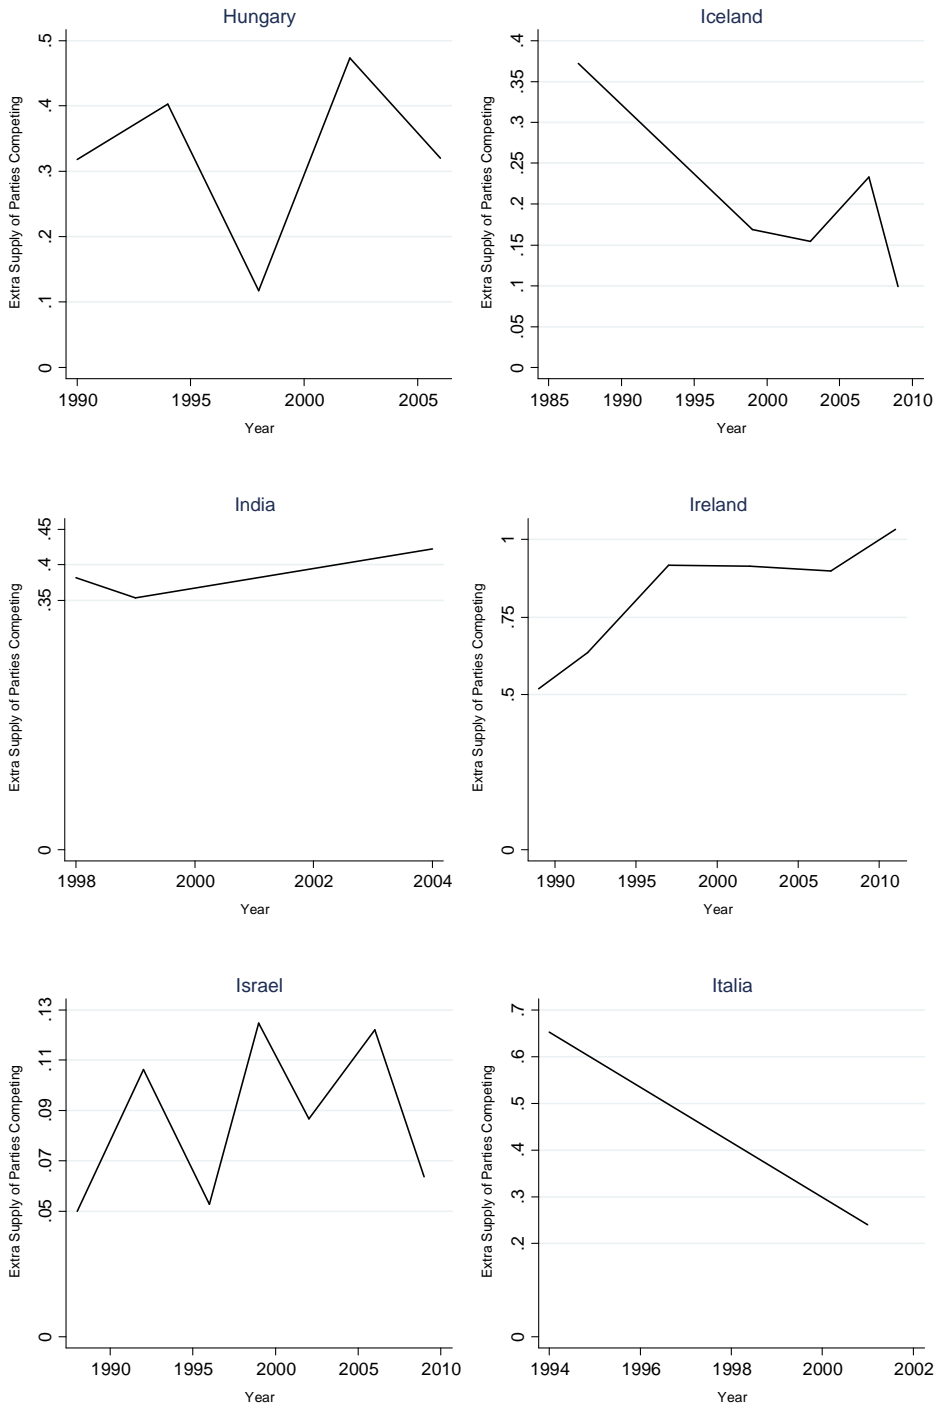 Hungary
Extra Supply of Parties Competing
.5
.4
.3
.2
.1
0
1990 1995 2000 2005
Year
Iceland
Extra Supply of Parties Competing
.4
.35
.3
.25
.2
.15
.1
.05
0
1985 1990 1995 2000 2005 2010
Year
India
Extra Supply of Parties Competing
.45
.4
.35
0
1998 2000 2002 2004
Year
Ireland
Extra Supply of Parties Competing
1
.75
.5
0
1990 1995 2000 2005 2010
Year
Israel
Extra Supply of Parties Competing
.13
.11
.09
.07
.05
0
1990 1995 2000 2005 2010
Year
Italia
Extra Supply of Parties Competing
.7
.6
.5
.4
.3
.2
0
1994 1996 1998 2000 2002
Year